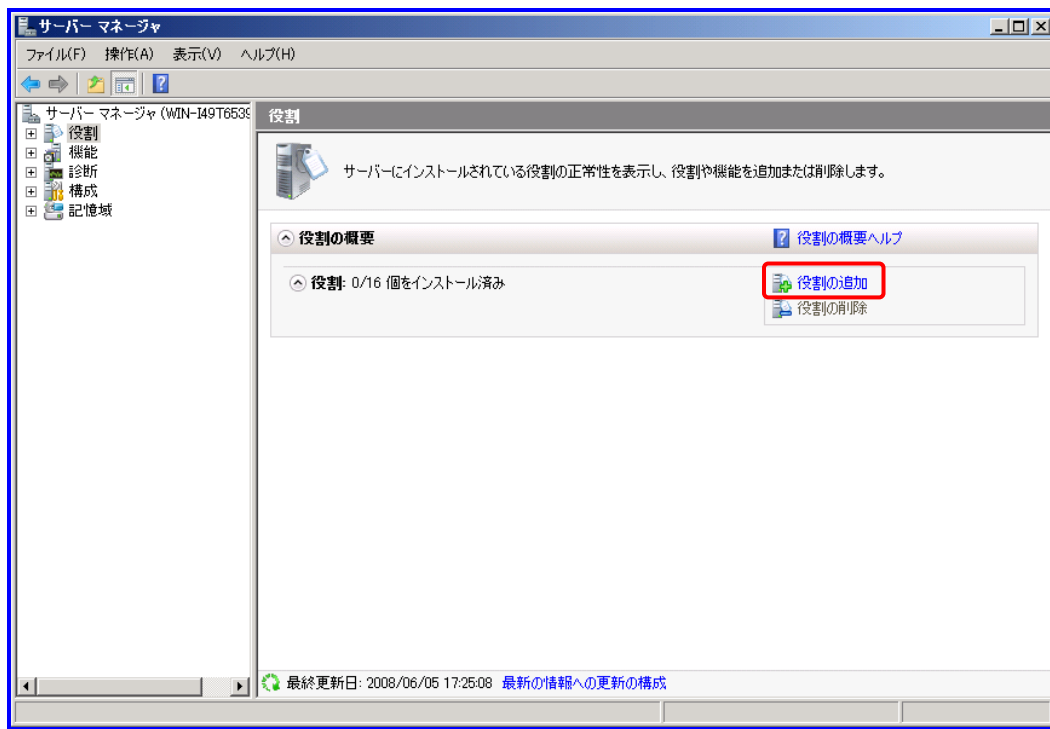 サーバー マネージャ
ファイル(F) 操作(A) 表示(V) ヘルプ(H)
サーバー マネージャ (WIN-I49T6539
役割
機能
診断
構成
記憶域
役割
サーバーにインストールされている役割の正常性を表示し、役割や機能を追加または削除します。
役割の概要
役割の概要ヘルプ
役割: 0/16 個をインストール済み
役割の追加
役割の削除
最終更新日: 2008/06/05 17:25:08 最新の情報への更新の構成